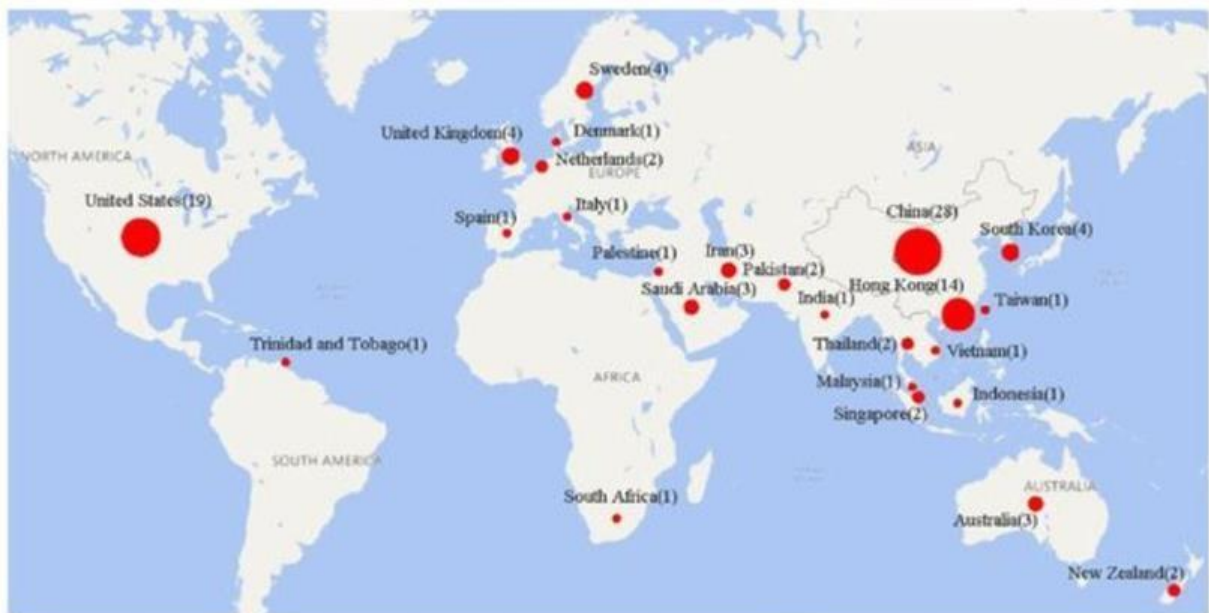 Sweden(4)
United Kingdom(4)
Denmark(1)
NORTH AMERICA
ASIA
Netherlands(2)
EUROPE
United States(19)
Italy(1)
China(28)
Spain(1)
South Korea(4)
Palestine(1)
Iran(3)
Pakistan(2)
Saudi Arabia(3)
Hong Kong(14)
India(1)
Taiwan(1)
Trinidad and Tobago(1)
Thailand(2)
Vietnam(1)
AFRICA
Malaysia(1)
Indonesia(1)
Singapore(2)
SOUTH AMERICA
AUSTRALIA
South Africa(1)
Australia(3)
New Zealand(2)